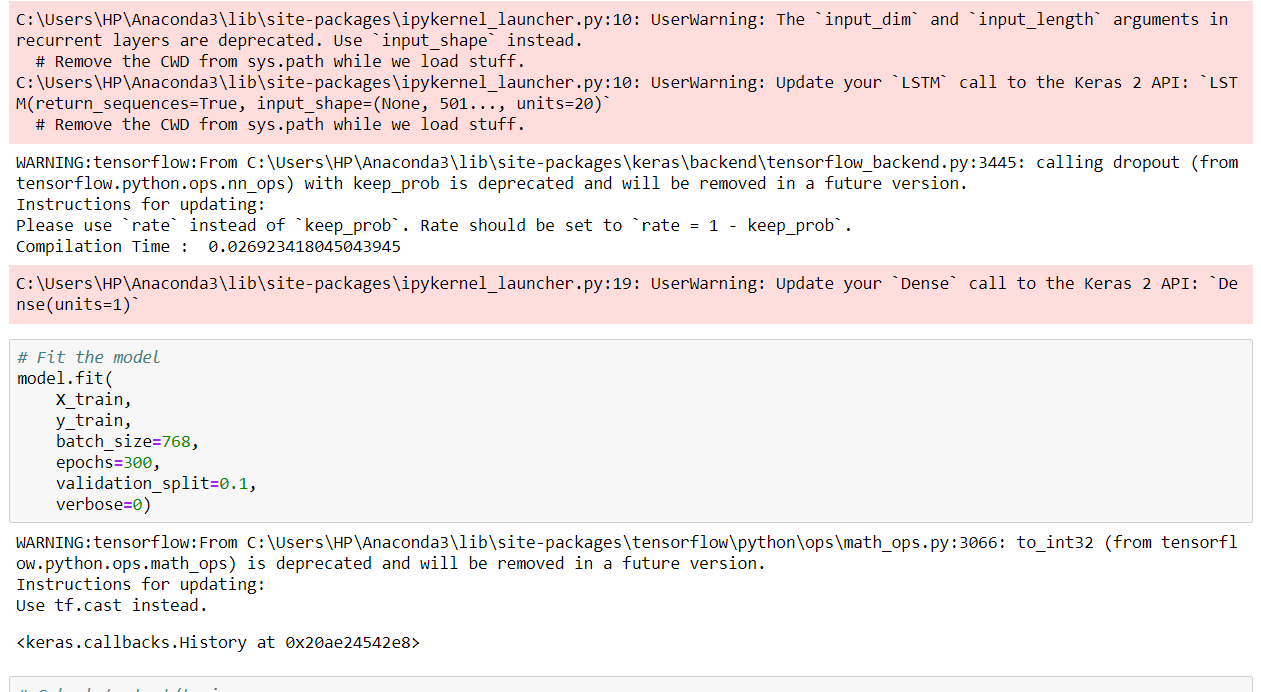 C:\Users\HP\Anaconda3\lib\site-packages\ipykernel_launcher.py:10: UserWarning: The `input_dim` and `input_length` arguments in
recurrent layers are deprecated. Use `input_shape` instead.
  # Remove the CWD from sys.path while we load stuff.
C:\Users\HP\Anaconda3\lib\site-packages\ipykernel_launcher.py:10: UserWarning: Update your `LSTM` call to the Keras 2 API: `LST
M(return_sequences=True, input_shape=(None, 501..., units=20)`
  # Remove the CWD from sys.path while we load stuff.
WARNING:tensorflow:From C:\Users\HP\Anaconda3\lib\site-packages\keras\backend\tensorflow_backend.py:3445: calling dropout (from
tensorflow.python.ops.nn_ops) with keep_prob is deprecated and will be removed in a future version.
Instructions for updating:
Please use `rate` instead of `keep_prob`. Rate should be set to `rate = 1 - keep_prob`.
Compilation Time :  0.026923418045043945
C:\Users\HP\Anaconda3\lib\site-packages\ipykernel_launcher.py:19: UserWarning: Update your `Dense` call to the Keras 2 API: `De
nse(units=1)`
# Fit the model
model.fit(
    X_train,
    y_train,
    batch_size=768,
    epochs=300,
    validation_split=0.1,
    verbose=0)
WARNING:tensorflow:From C:\Users\HP\Anaconda3\lib\site-packages\tensorflow\python\ops\math_ops.py:3066: to_int32 (from tensorfl
ow.python.ops.math_ops) is deprecated and will be removed in a future version.
Instructions for updating:
Use tf.cast instead.
<keras.callbacks.History at 0x20ae24542e8>